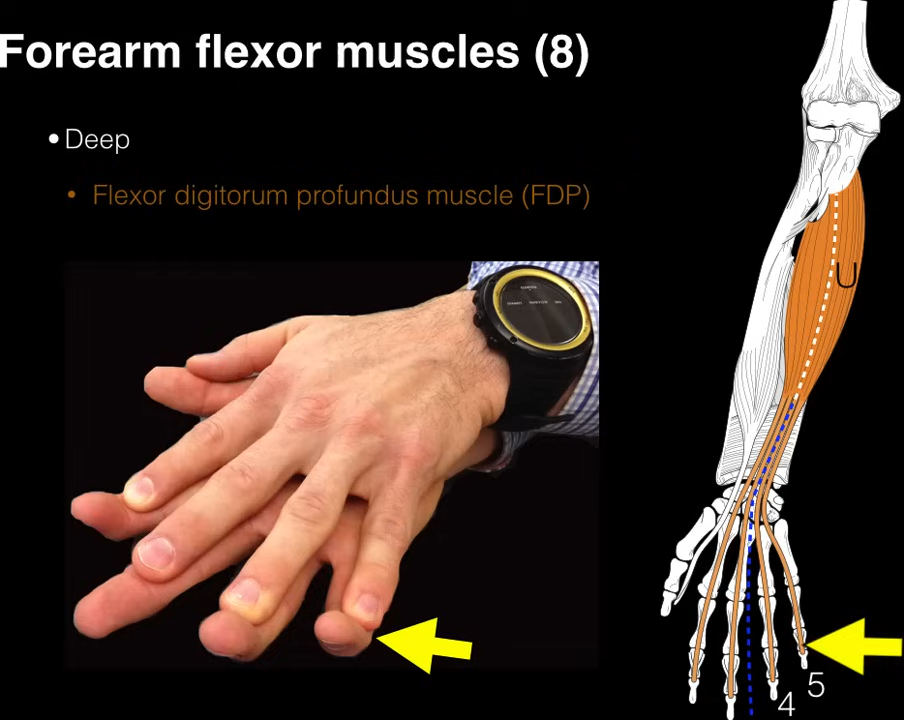 Forearm flexor muscles (8)
• Deep
• Flexor digitorum profundus muscle (FDP)
U
5
4